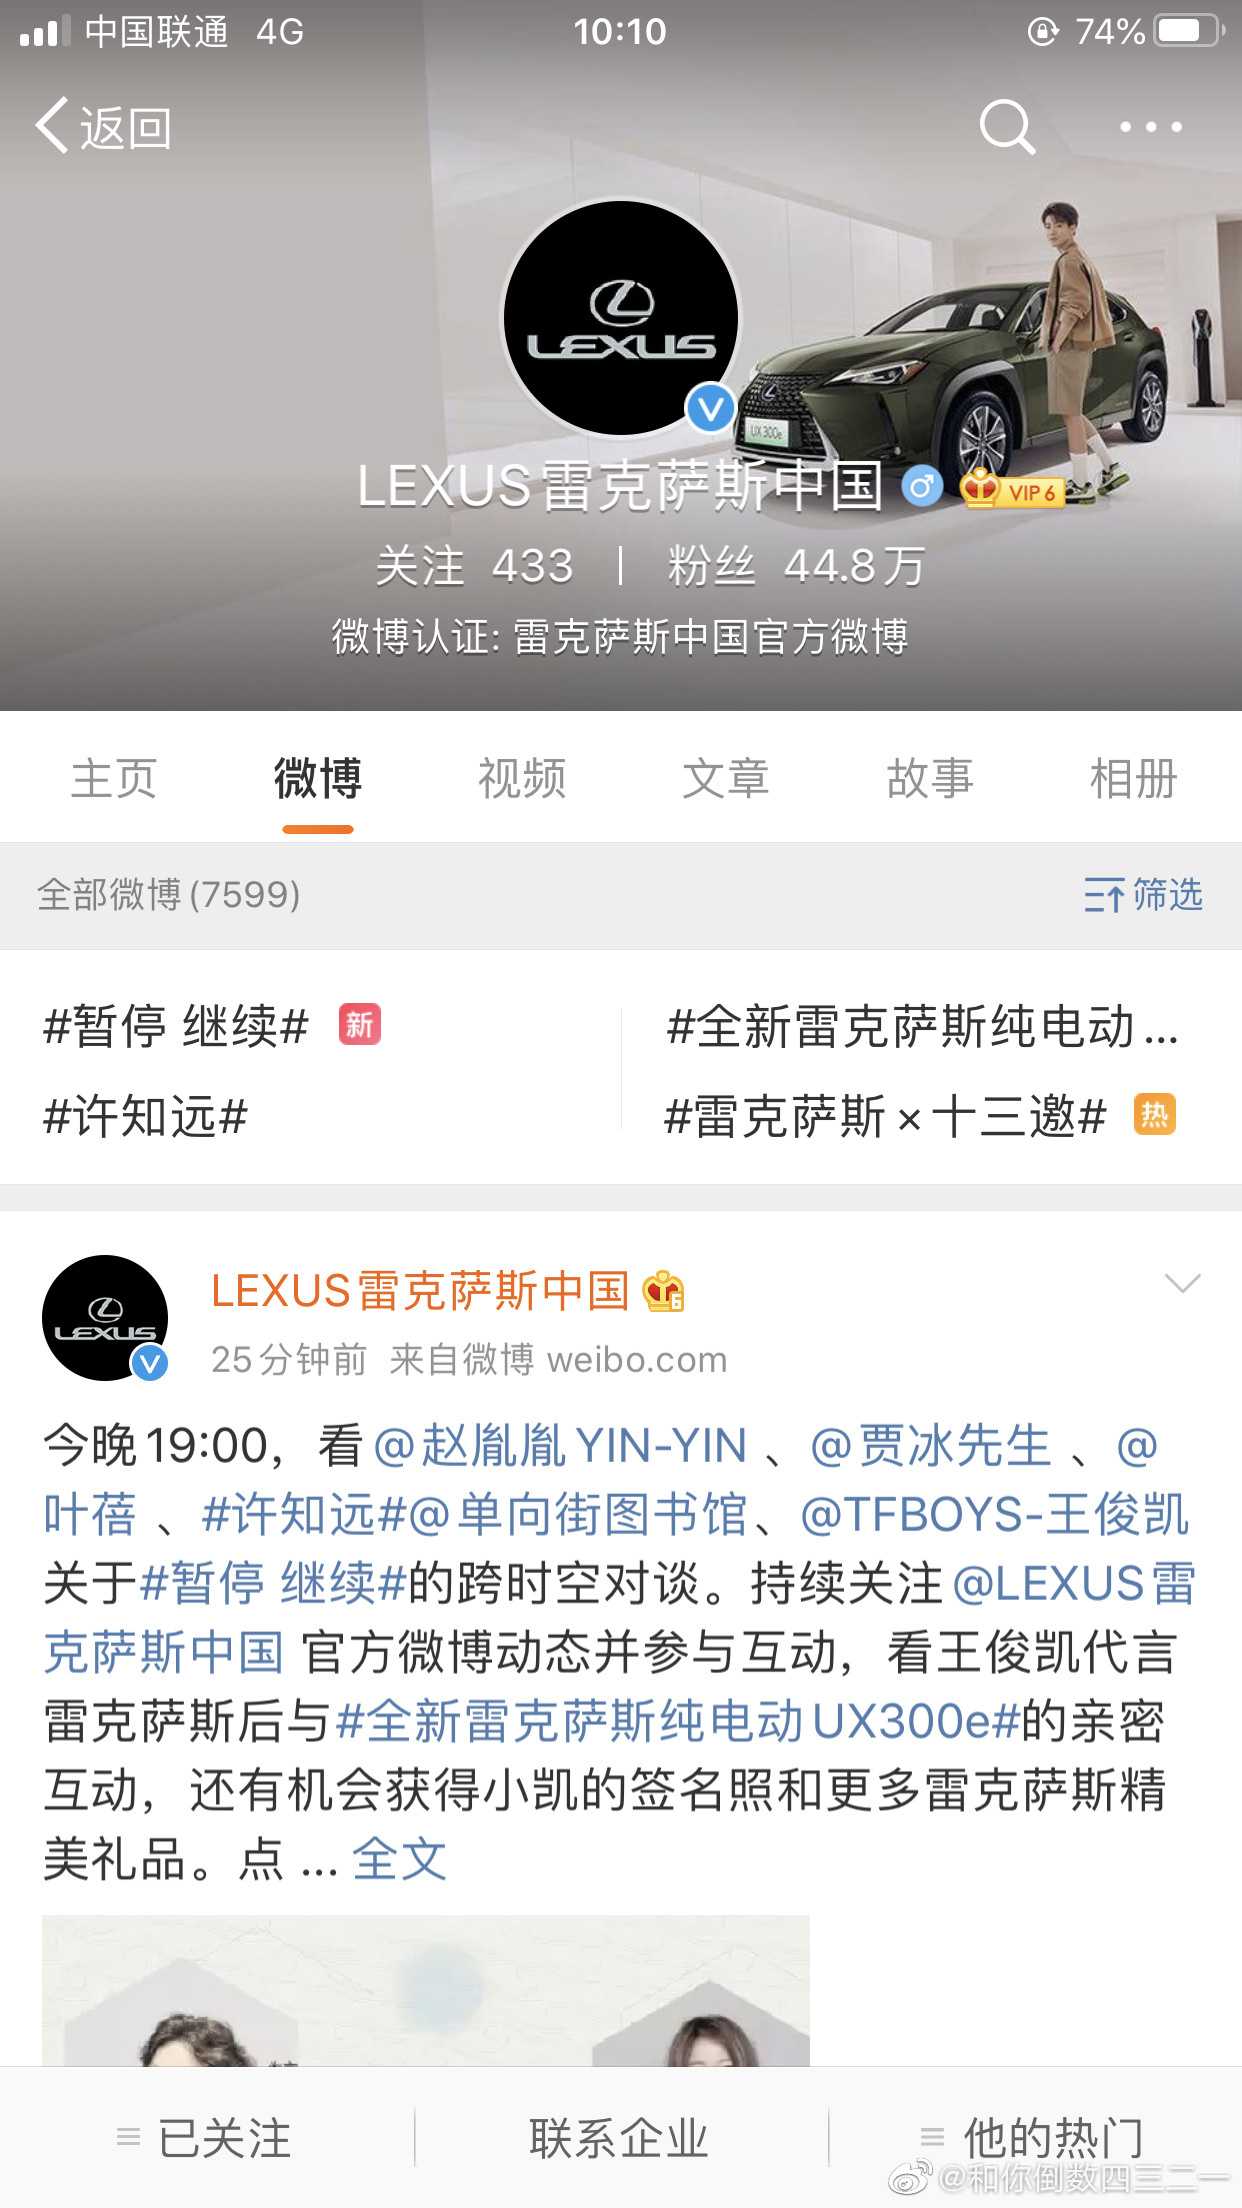 中国联通 4G 10:10 74%
返回
LEXUS
UX 300e
LEXUS雷克萨斯中国 VIP 6
关注 433 | 粉丝 44.8万
微博认证: 雷克萨斯中国官方微博
主页 微博 视频 文章 故事 相册
全部微博(7599) 筛选
#暂停 继续# 新 #全新雷克萨斯纯电动...
#许知远# #雷克萨斯×十三邀# 热
LEXUS
LEXUS雷克萨斯中国 6
25分钟前 来自微博 weibo.com
今晚19:00，看@赵胤胤YIN-YIN 、@贾冰先生 、@
叶蓓 、#许知远#@单向街图书馆、@TFBOYS-王俊凯
关于#暂停 继续#的跨时空对谈。持续关注@LEXUS雷
克萨斯中国 官方微博动态并参与互动，看王俊凯代言
雷克萨斯后与#全新雷克萨斯纯电动UX300e#的亲密
互动，还有机会获得小凯的签名照和更多雷克萨斯精
美礼品。点 ... 全文
已关注 联系企业 他的热门
@和你倒数四三二一